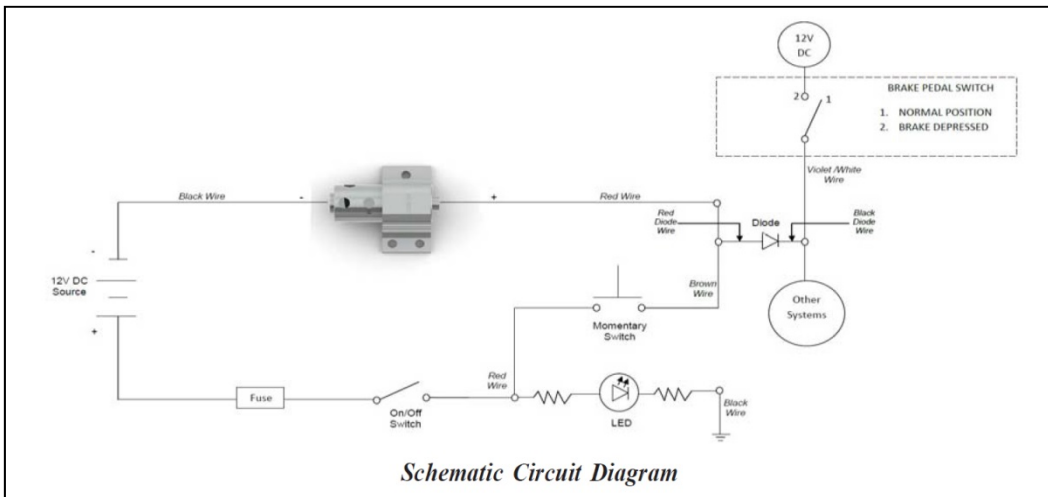 12V
DC
BRAKE PEDAL SWITCH
2
1
1. NORMAL POSITION
2. BRAKE DEPRESSED
Violet /White
Wire
Black Wire
-
+
Red Wire
Red
Diode
Wire
Diode
Black
Diode
Wire
-
12V DC
Source
+
Brown
Wire
Other
Systems
Momentary
Switch
Red
Wire
Fuse
On/Off
Switch
LED
Black
Wire
Schematic Circuit Diagram